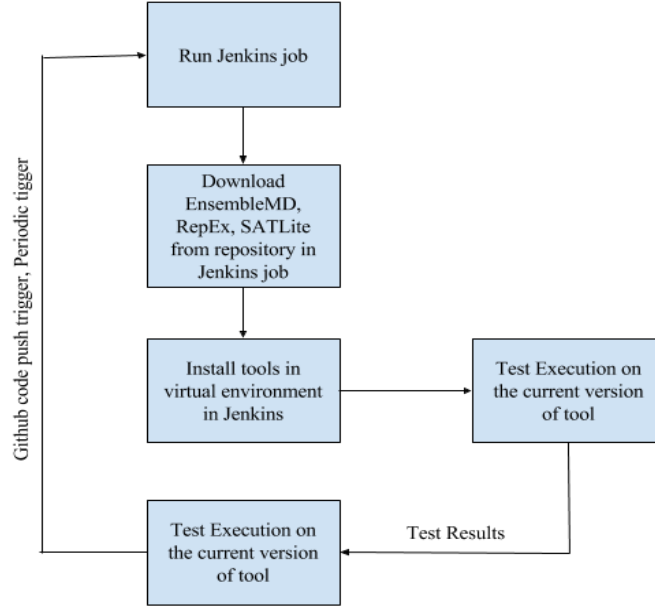 Run Jenkins job
Download
EnsembleMD,
RepEx, SATLite
from repository in
Jenkins job
Install tools in
virtual environment
in Jenkins
Test Execution on
the current version
of tool
Test Results
Test Execution on
the current version
of tool
Github code push trigger, Periodic tigger